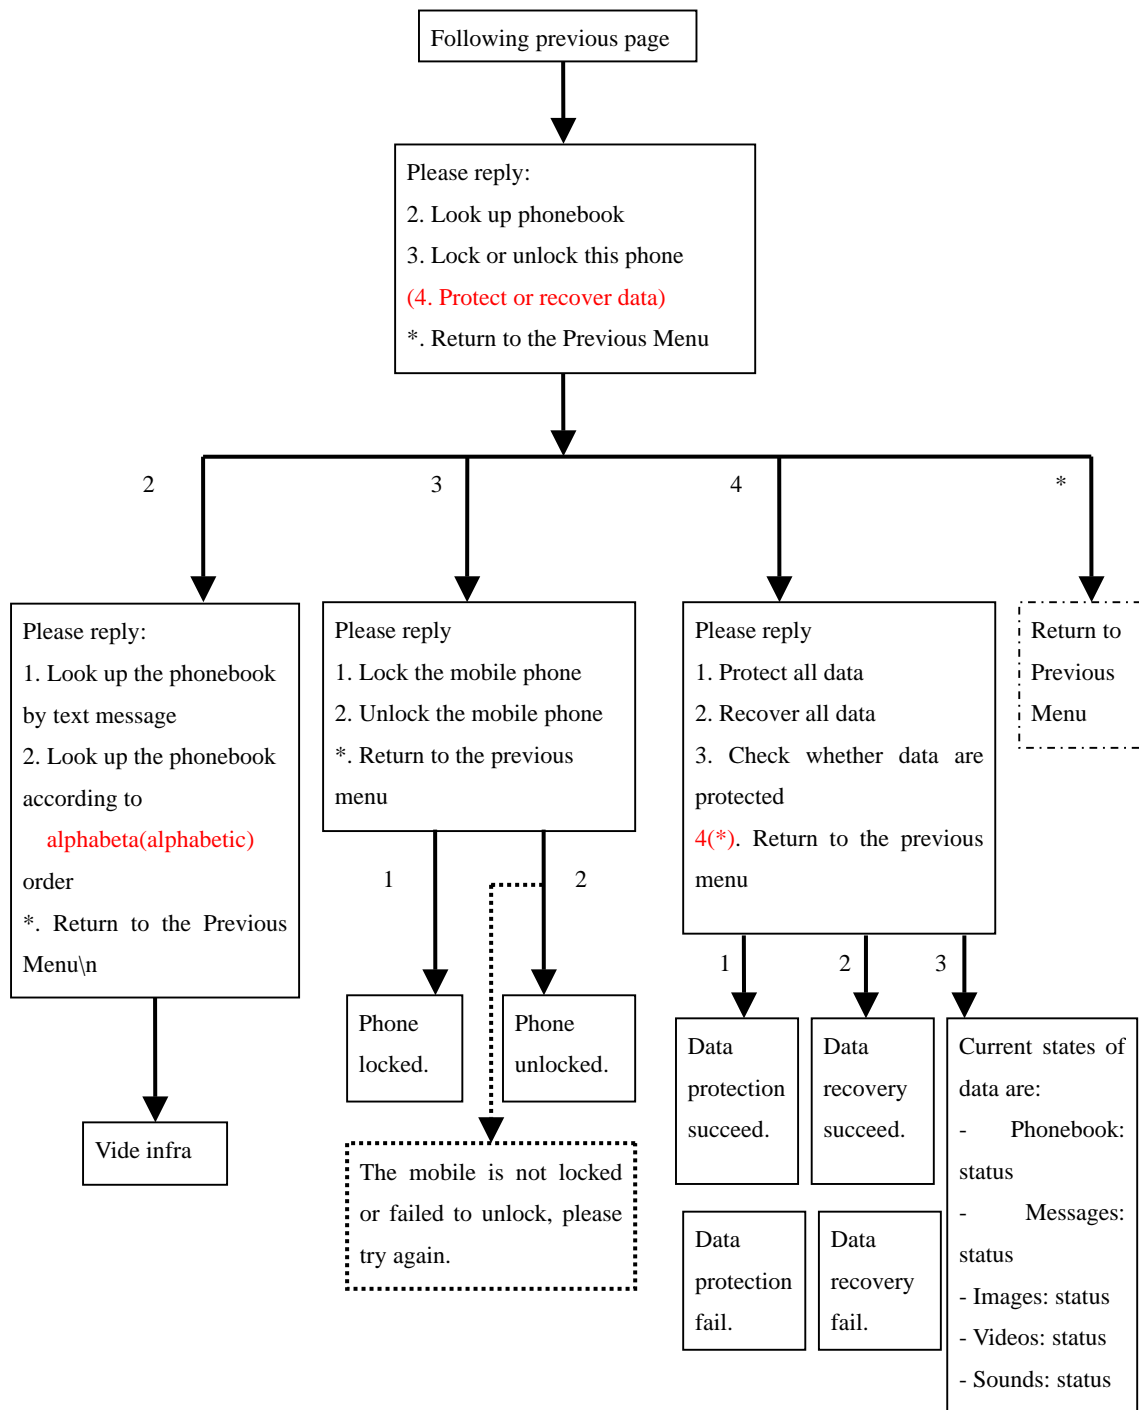 Following previous page
Please reply:
2. Look up phonebook
3. Lock or unlock this phone
(4. Protect or recover data)
*. Return to the Previous Menu
2
3
4
*
Please reply:
1. Look up the phonebook
by text message
2. Look up the phonebook
according to
alphabeta(alphabetic)
order
*. Return to the Previous
Menu\n
Please reply
1. Lock the mobile phone
2. Unlock the mobile phone
*. Return to the previous
menu
Please reply
1. Protect all data
2. Recover all data
3. Check whether data are
protected
4(*). Return to the previous
menu
Return to
Previous
Menu
1
2
1
2
3
Vide infra
Phone
locked.
Phone
unlocked.
The mobile is not locked
or failed to unlock, please
try again.
Data
protection
succeed.
Data
recovery
succeed.
Data
protection
fail.
Data
recovery
fail.
Current states of
data are:
- Phonebook:
status
- Messages:
status
- Images: status
- Videos: status
- Sounds: status